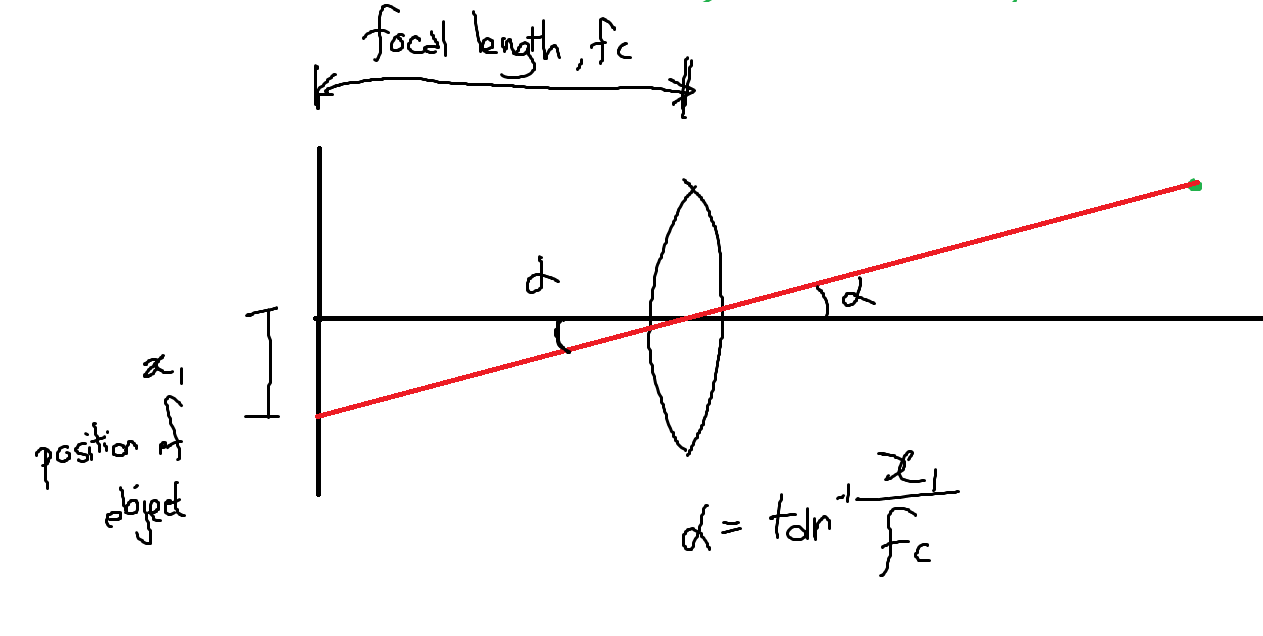 focal length, fc
α
α
x₁
position of
object
α = tan⁻¹ x₁/fc